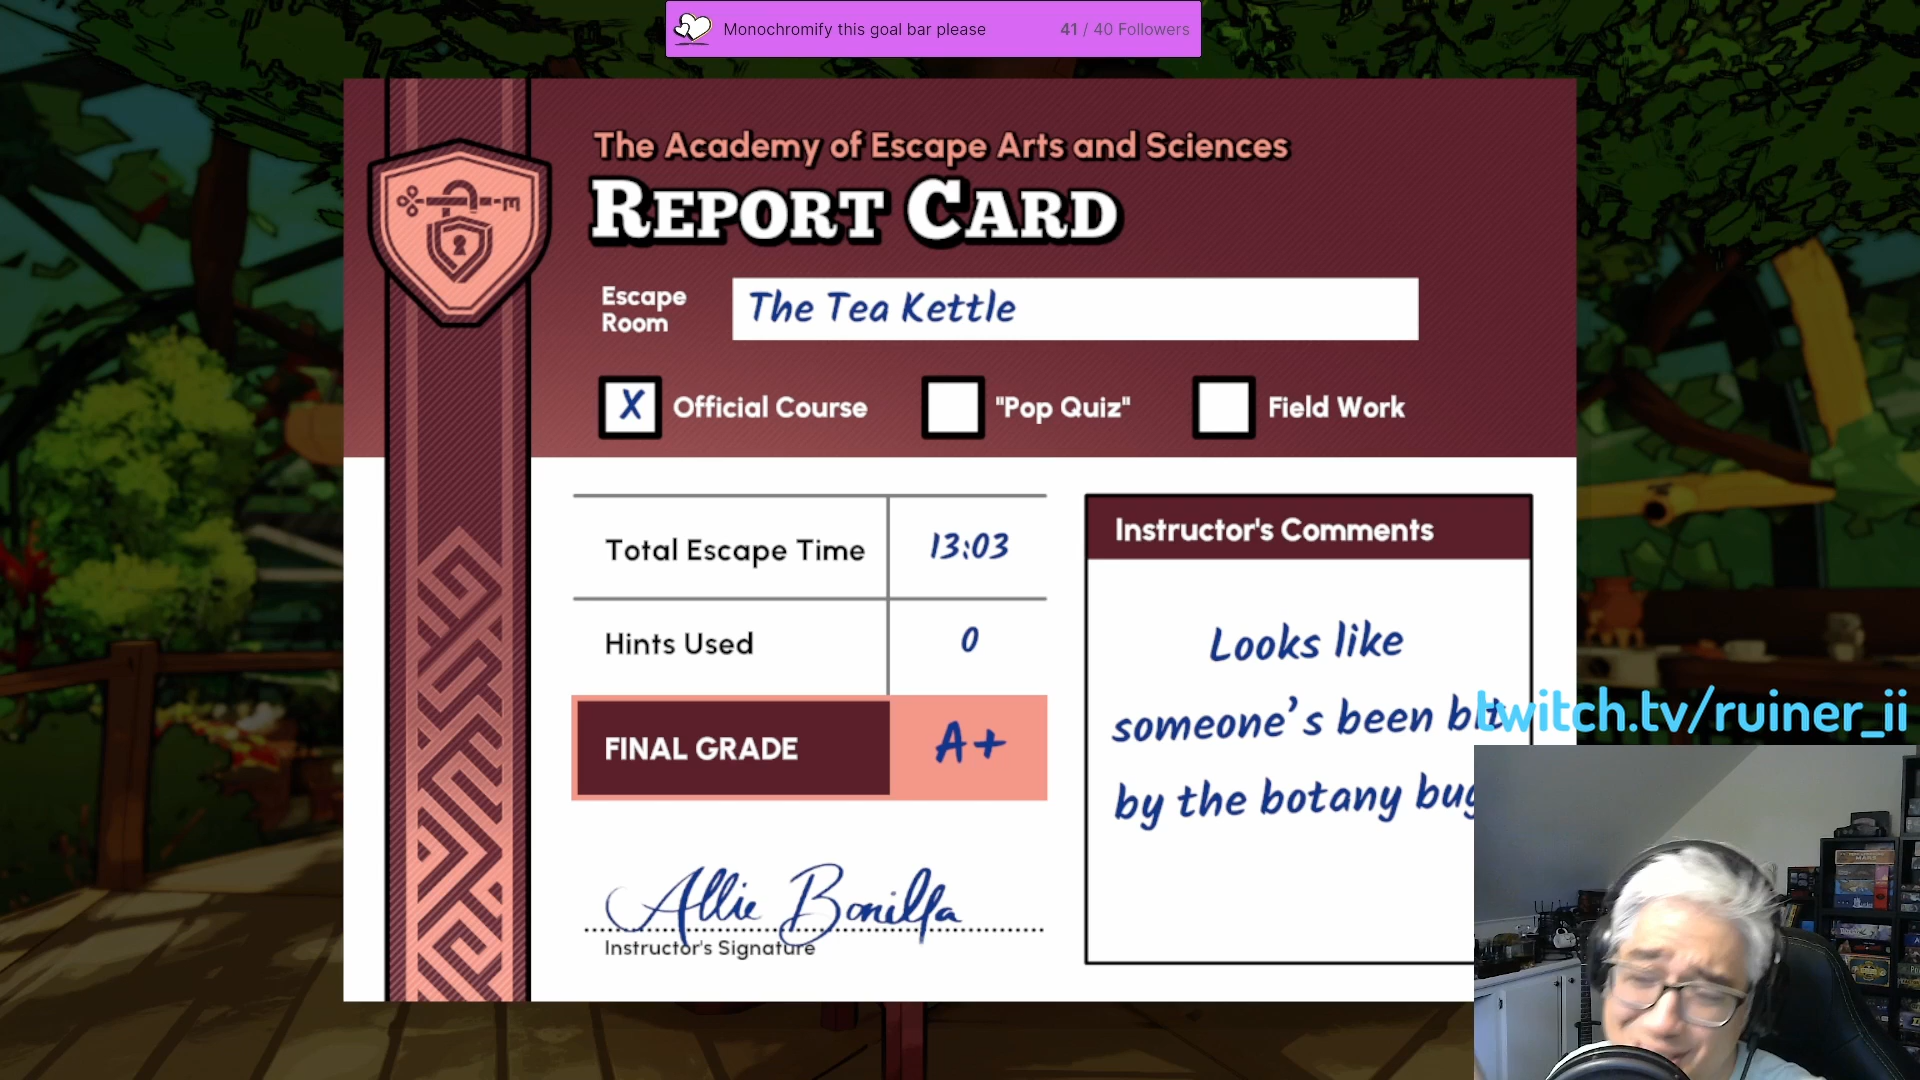 Monochromify this goal bar please 41 / 40 Followers
The Academy of Escape Arts and Sciences
REPORT CARD
Escape Room
The Tea Kettle
X Official Course "Pop Quiz" Field Work
Total Escape Time 13:03
Hints Used 0
FINAL GRADE A+
Allie Bonilla
Instructor's Signature
Instructor's Comments
Looks like
someone's been bit
by the botany bug
twitch.tv/ruiner_ii